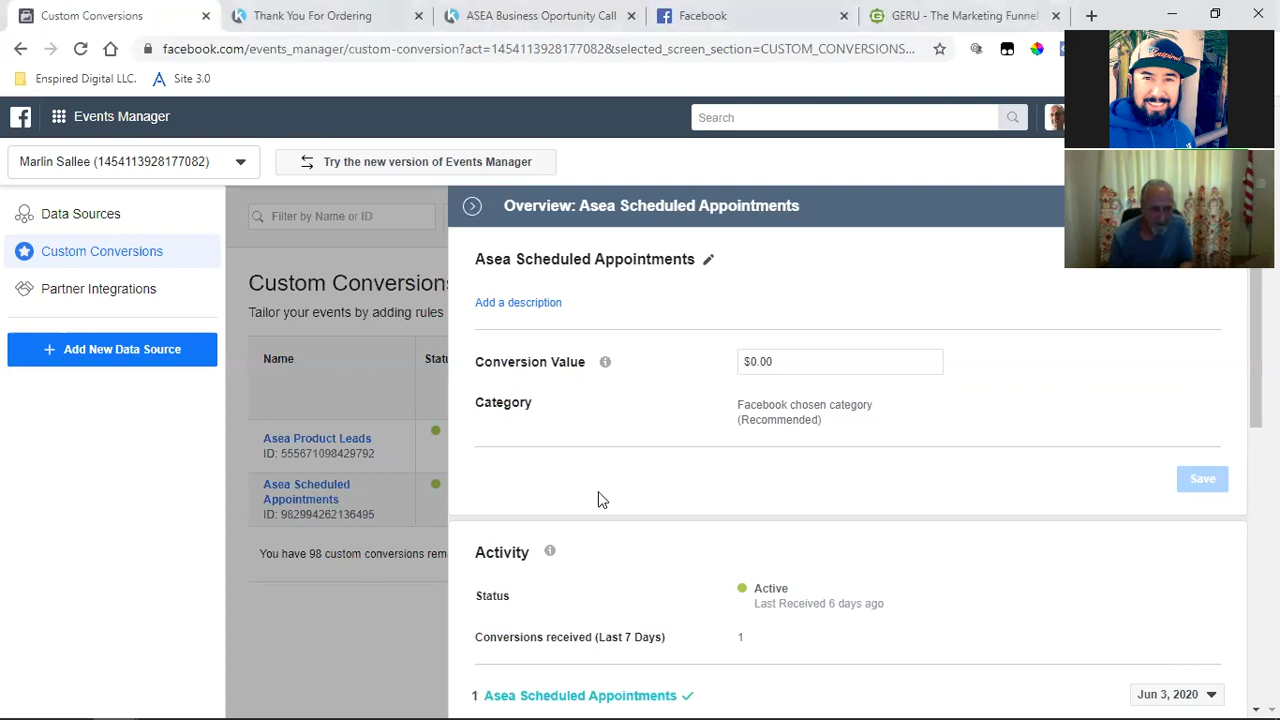 Custom Conversions
Thank You For Ordering
ASEA Business Oportunity Call
Facebook
GERU - The Marketing Funnel
facebook.com/events_manager/custom-conversion?act=1454113928177082&selected_screen_section=CUSTOM_CONVERSIONS...
Enspired Digital LLC.
Site 3.0
Events Manager
Search
Marlin Sallee (1454113928177082)
Try the new version of Events Manager
Data Sources
Custom Conversions
Partner Integrations
+ Add New Data Source
Filter by Name or ID
Custom Conversions
Tailor your events by adding rules
Name
Statu
Asea Product Leads
ID: 555671098429792
Asea Scheduled
Appointments
ID: 982994262136495
You have 98 custom conversions rem
Overview: Asea Scheduled Appointments
Asea Scheduled Appointments
Add a description
Conversion Value
$0.00
Category
Facebook chosen category
(Recommended)
Save
Activity
Status
Active
Last Received 6 days ago
Conversions received (Last 7 Days)
1
1 Asea Scheduled Appointments
Jun 3, 2020